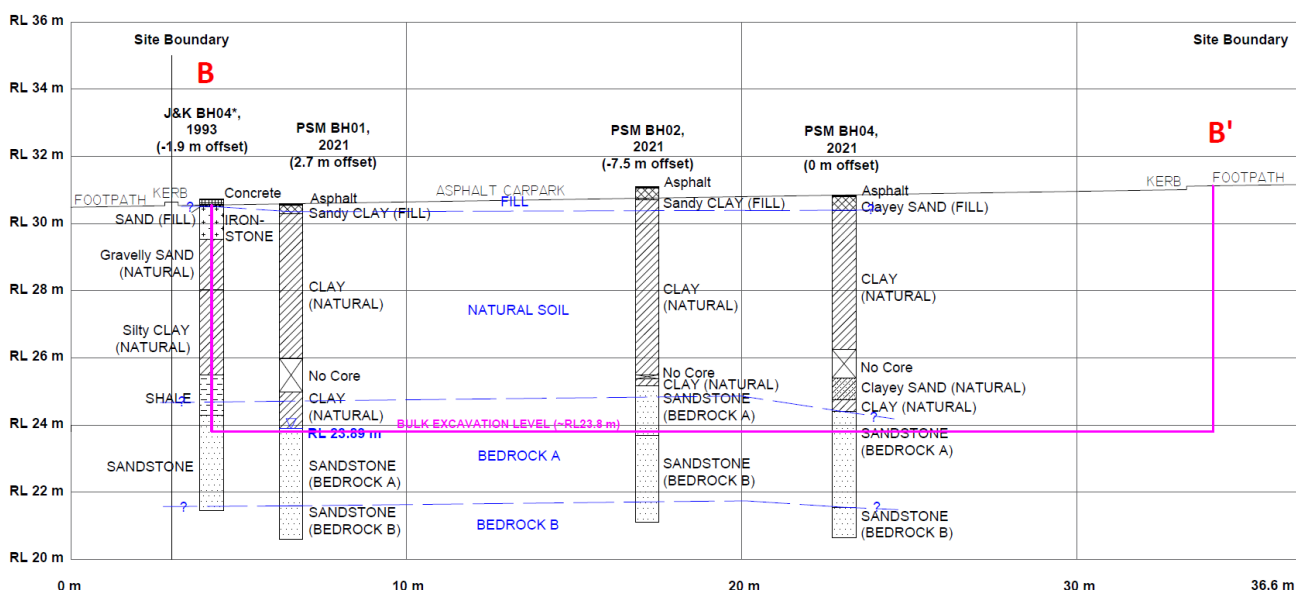 RL 36 m
Site Boundary
Site Boundary
B
RL 34 m
J&K BH04*,
1993
(-1.9 m offset)
PSM BH01,
2021
(2.7 m offset)
PSM BH02,
2021
(-7.5 m offset)
PSM BH04,
2021
(0 m offset)
B'
RL 32 m
FOOTPATH
KERB
Concrete
Asphalt
ASPHALT CARPARK
Asphalt
Asphalt
KERB
FOOTPATH
?
SAND (FILL)
IRON-
STONE
Sandy CLAY (FILL)
FILL
Sandy CLAY (FILL)
Clayey SAND (FILL)
?
RL 30 m
Gravelly SAND
(NATURAL)
CLAY
(NATURAL)
CLAY
(NATURAL)
CLAY
(NATURAL)
RL 28 m
NATURAL SOIL
Silty CLAY
(NATURAL)
RL 26 m
No Core
No Core
No Core
CLAY (NATURAL)
Clayey SAND (NATURAL)
SHALE
?
CLAY
(NATURAL)
SANDSTONE
(BEDROCK A)
CLAY (NATURAL)
?
RL 24 m
RL 23.89 m
BULK EXCAVATION LEVEL (~RL23.8 m)
SANDSTONE
(BEDROCK A)
SANDSTONE
SANDSTONE
(BEDROCK A)
BEDROCK A
SANDSTONE
(BEDROCK B)
RL 22 m
?
?
SANDSTONE
(BEDROCK B)
BEDROCK B
SANDSTONE
(BEDROCK B)
RL 20 m
0 m
10 m
20 m
30 m
36.6 m